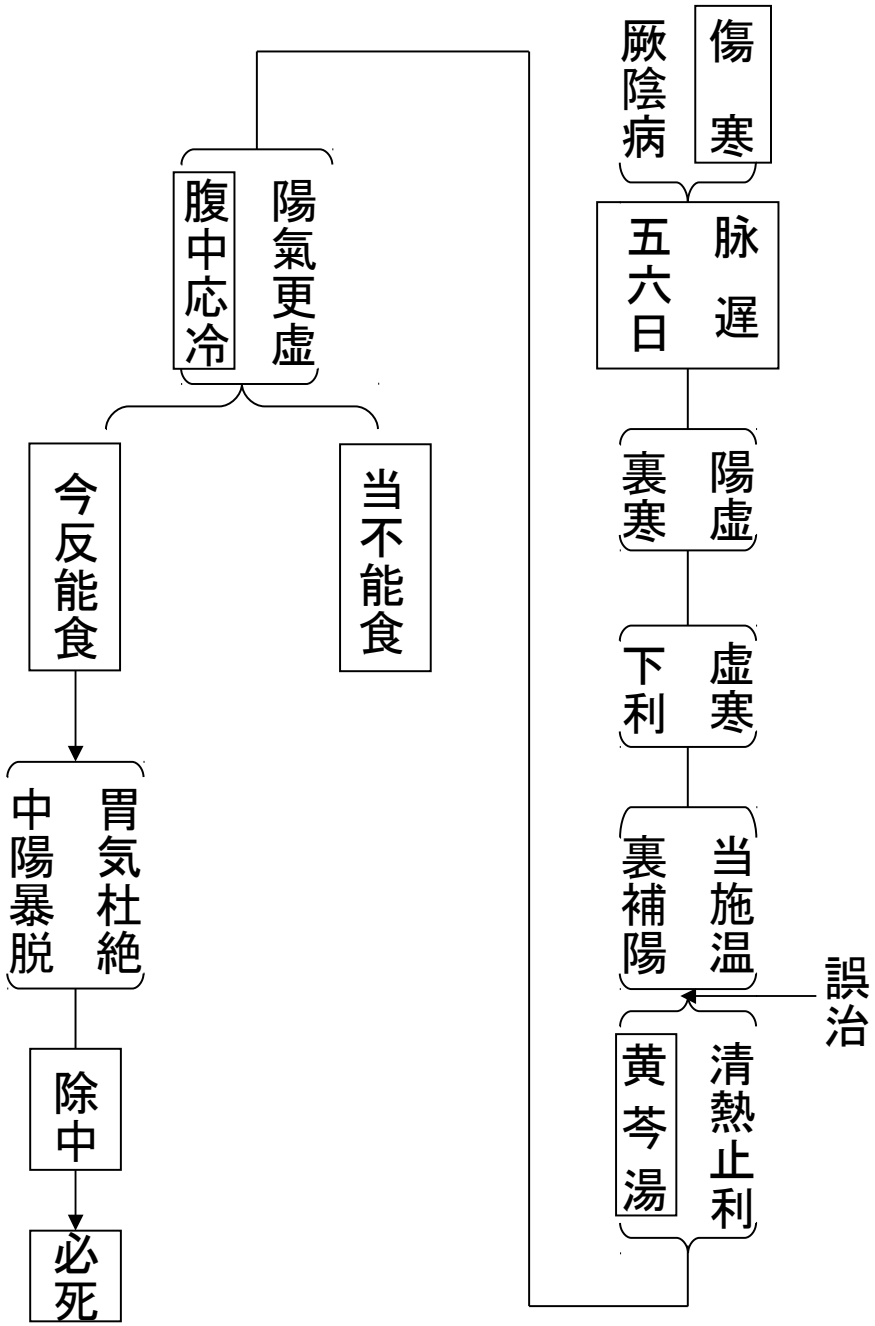 傷寒
厥陰病
脉遅
五六日
陽虚
裏寒
虚寒
下利
当施温
裏補陽
誤治
清熱止利
黄芩湯
陽氣更虚
腹中応冷
当不能食
今反能食
胃気杜絶
中陽暴脱
除中
必死